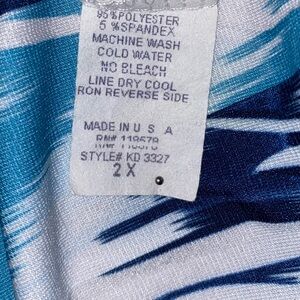 95%POLYESTER
5 %SPANDEX
MACHINE WASH
COLD WATER
NO BLEACH
LINE DRY COOL
RON REVERSE SIDE
MADE IN U S A
RN# 118579
STYLE# KD 3327
2X